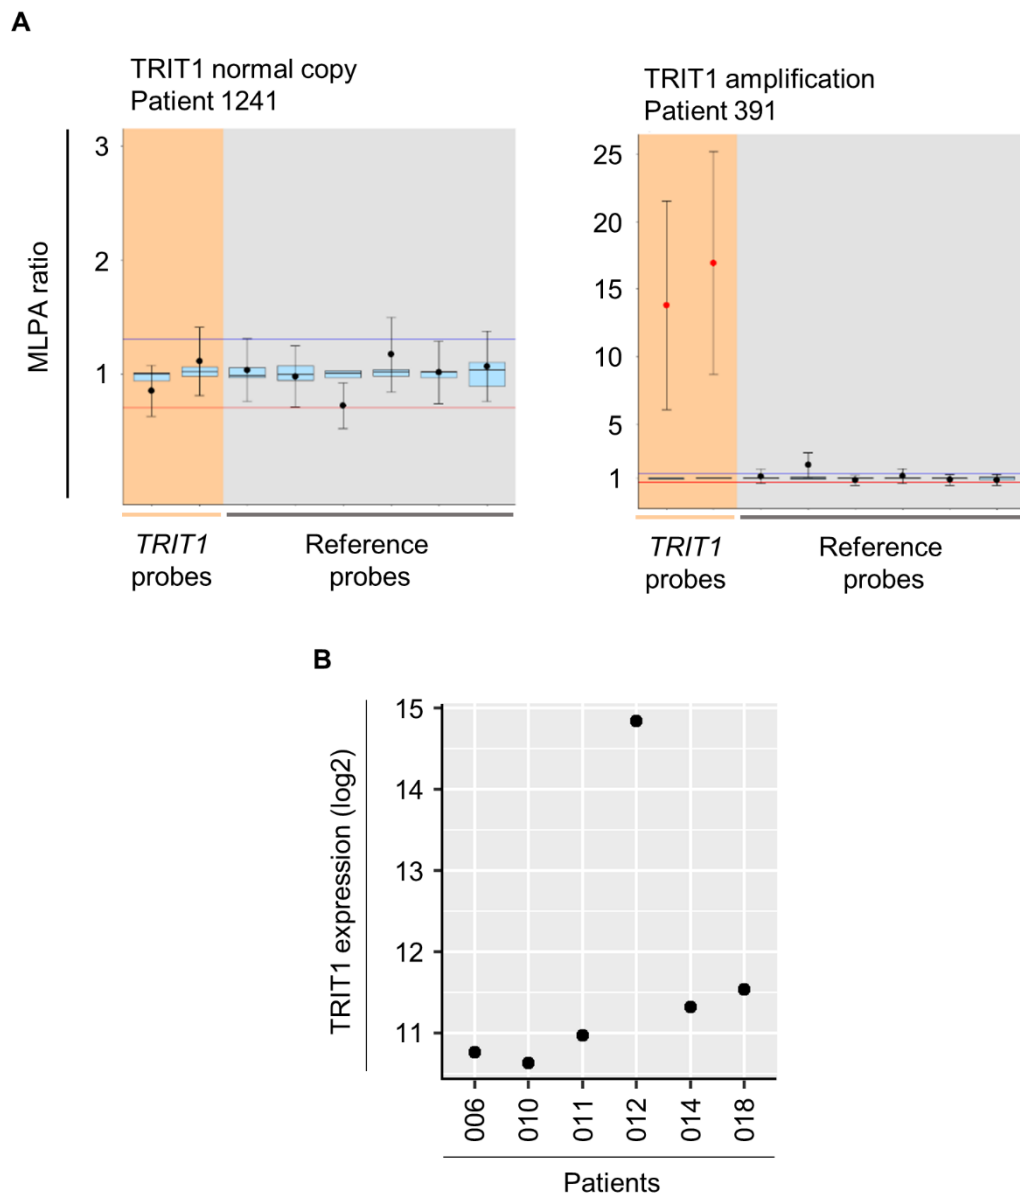 A
TRIT1 normal copy
Patient 1241
MLPA ratio
3
2
1
TRIT1
probes
Reference
probes
TRIT1 amplification
Patient 391
25
20
15
10
5
1
TRIT1
probes
Reference
probes
B
TRIT1 expression (log2)
15
14
13
12
11
006
010
011
012
014
018
Patients